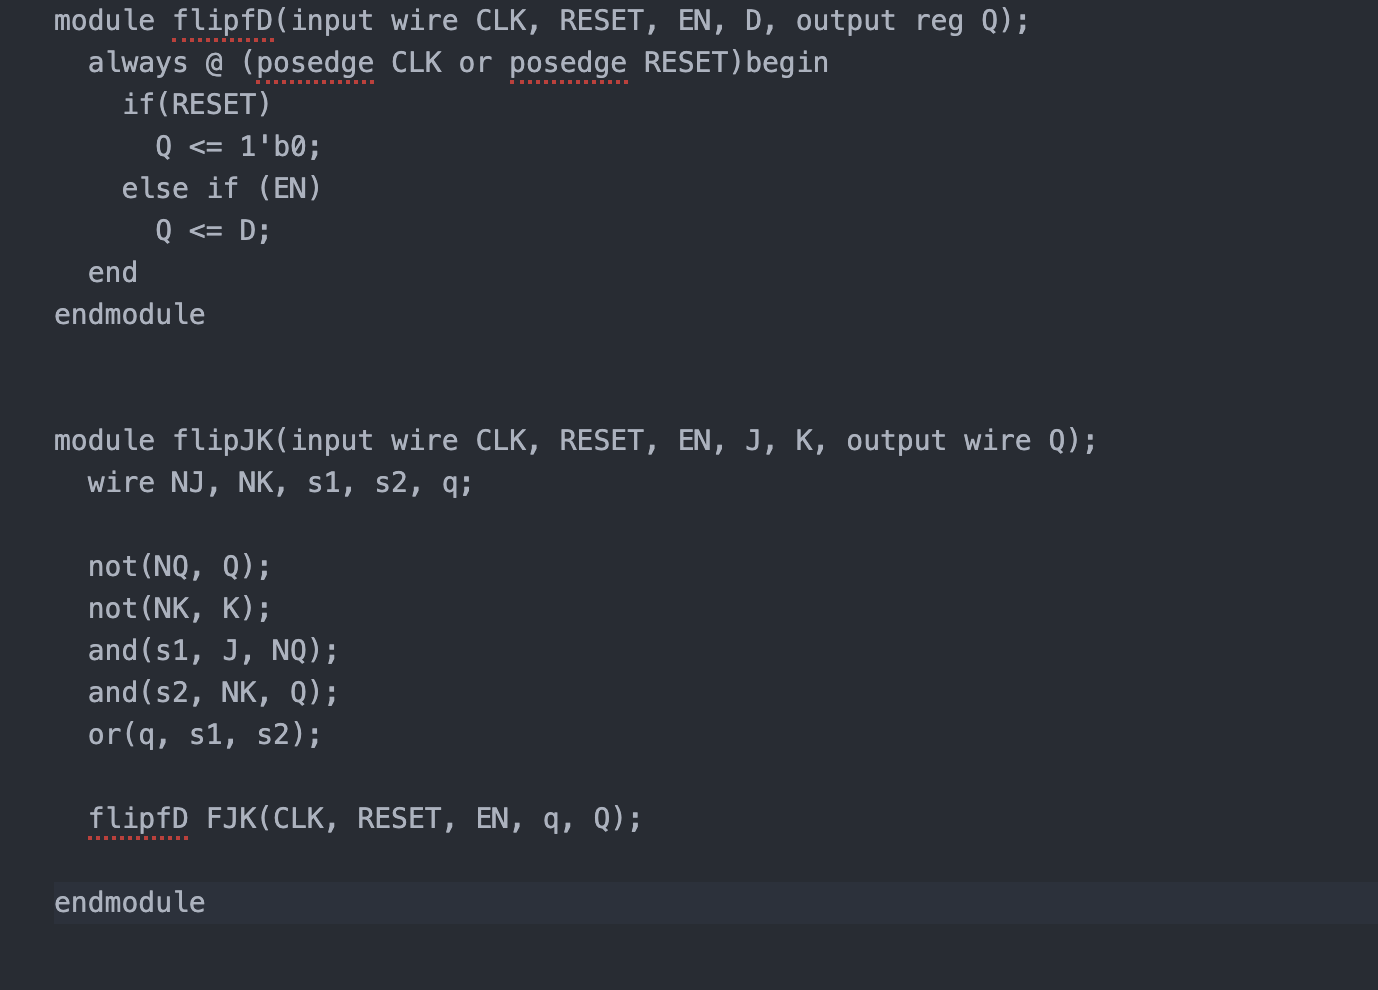 module flipfD(input wire CLK, RESET, EN, D, output reg Q);
always @ (posedge CLK or posedge RESET)begin
if(RESET)
Q <= 1'b0;
else if (EN)
Q <= D;
end
endmodule
module flipJK(input wire CLK, RESET, EN, J, K, output wire Q);
wire NJ, NK, s1, s2, q;
not(NQ, Q);
not(NK, K);
and(s1, J, NQ);
and(s2, NK, Q);
or(q, s1, s2);
flipfD FJK(CLK, RESET, EN, q, Q);
endmodule